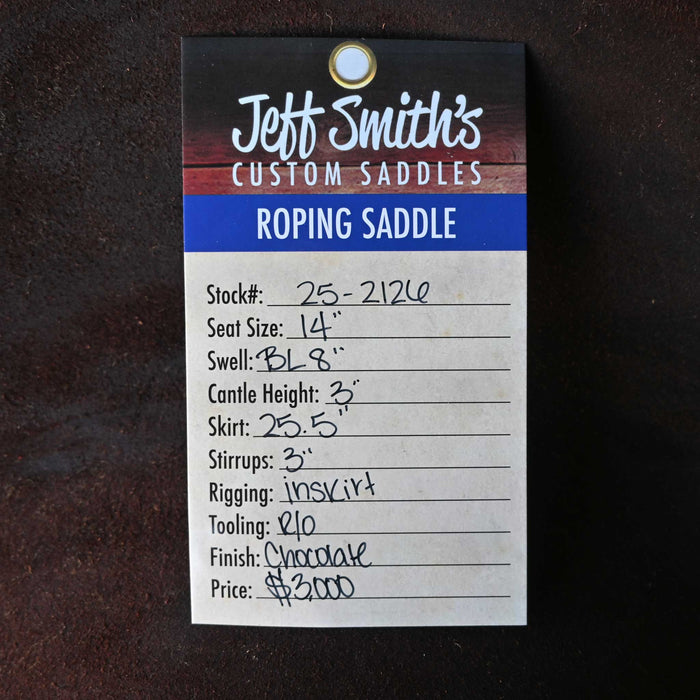 Jeff Smith's
CUSTOM SADDLES
ROPING SADDLE
Stock#: 25-2126
Seat Size: 14"
Swell: BL 8"
Cantle Height: 3"
Skirt: 25.5"
Stirrups: 3"
Rigging: inskirt
Tooling: R/O
Finish: Chocolate
Price: $3,000